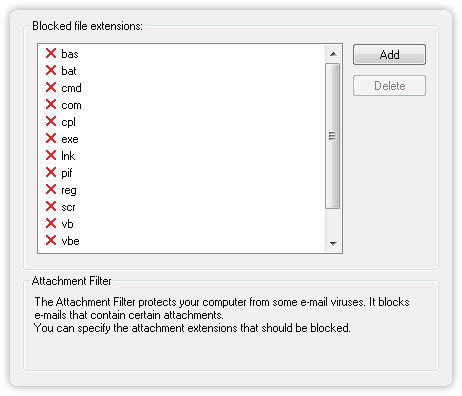 Blocked file extensions:
bas
Add
bat
Delete
cmd
com
cpl
exe
lnk
pif
reg
scr
vb
vbe
Attachment Filter
The Attachment Filter protects your computer from some e-mail viruses. It blocks
e-mails that contain certain attachments.
You can specify the attachment extensions that should be blocked.